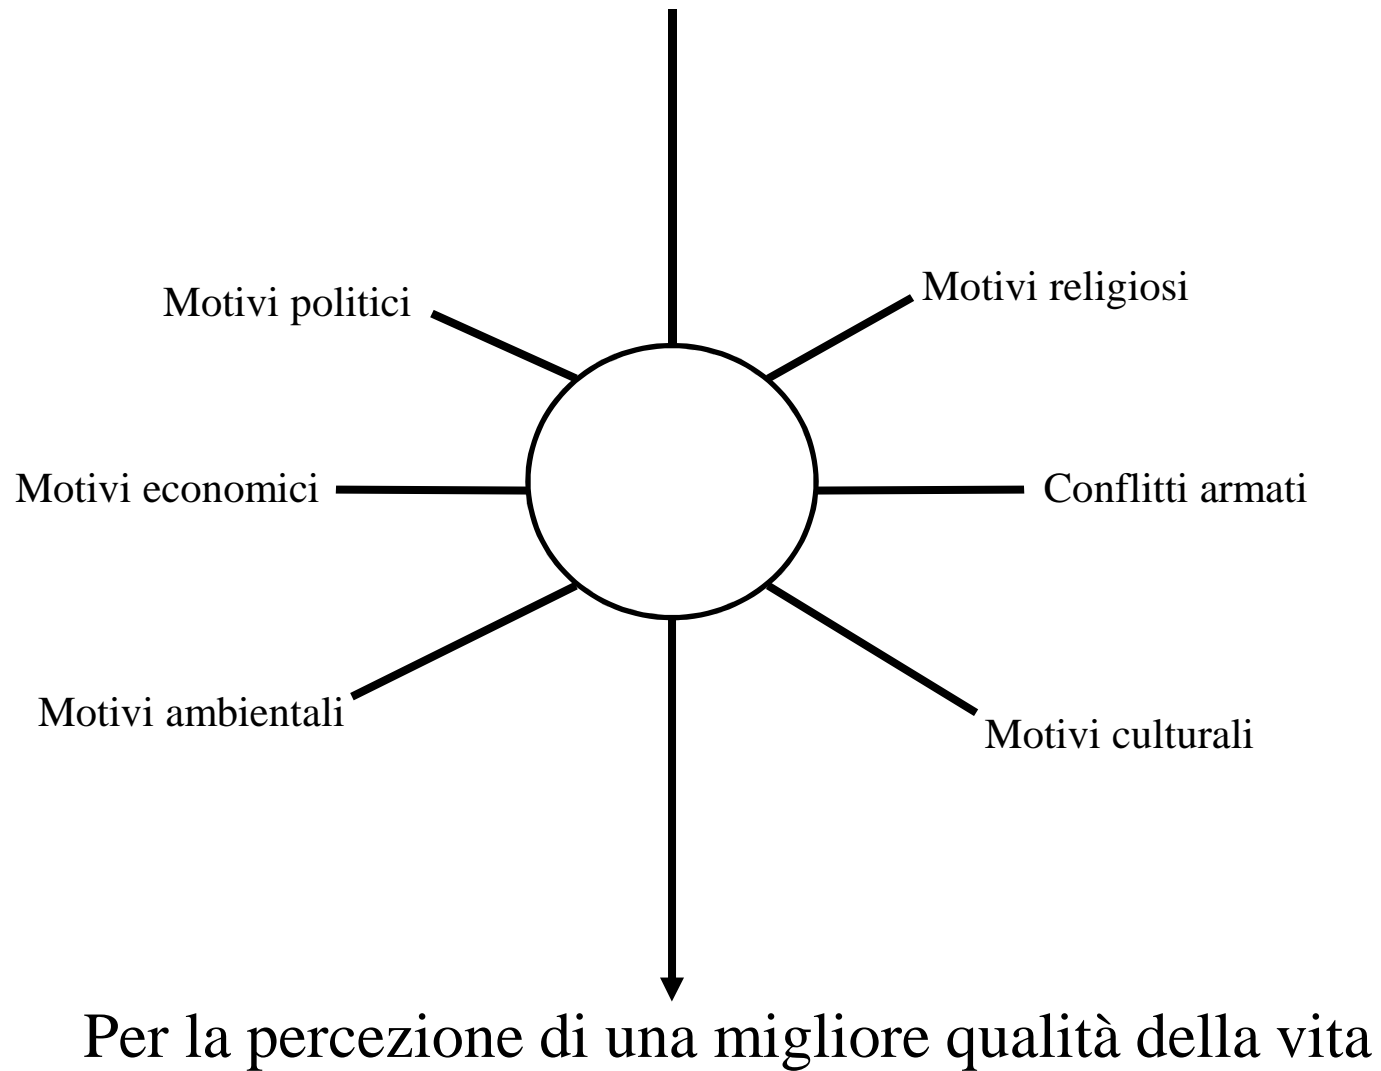 Motivi politici
Motivi religiosi
Motivi economici
Conflitti armati
Motivi ambientali
Motivi culturali
Per la percezione di una migliore qualità della vita